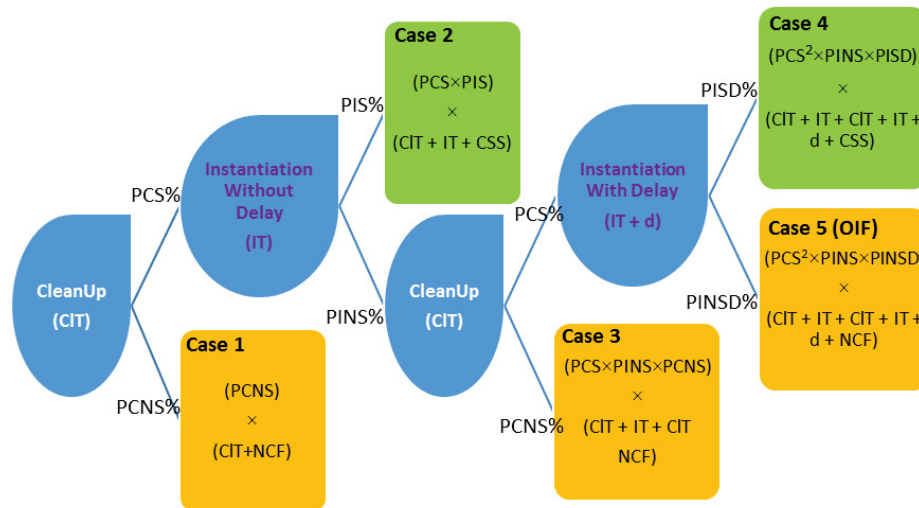 CleanUp
(ClT)
PCS%
PCNS%
Instantiation
Without
Delay
(IT)
Case 1
(PCNS)
×
(ClT+NCF)
PIS%
PINS%
Case 2
(PCS×PIS)
×
(ClT + IT + CSS)
CleanUp
(ClT)
PCS%
PCNS%
Instantiation
With Delay
(IT + d)
Case 3
(PCS×PINS×PCNS)
×
(ClT + IT + ClT
NCF)
PISD%
PINSD%
Case 4
(PCS²×PINS×PISD)
×
(ClT + IT + ClT + IT +
d + CSS)
Case 5 (OIF)
(PCS²×PINS×PINSD)
×
(ClT + IT + ClT + IT +
d + NCF)